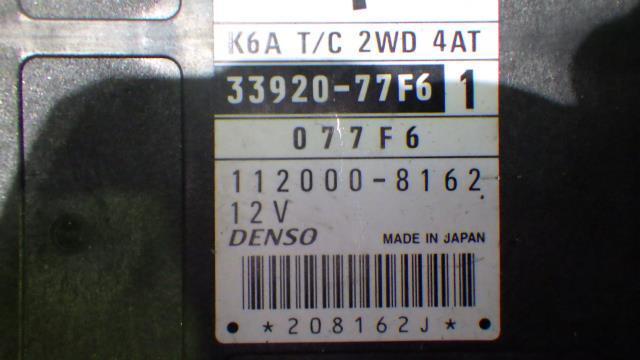 K6A T/C 2WD 4AT
33920-77F6 1
077F6
112000-8162
12V
DENSO MADE IN JAPAN
*208162J*